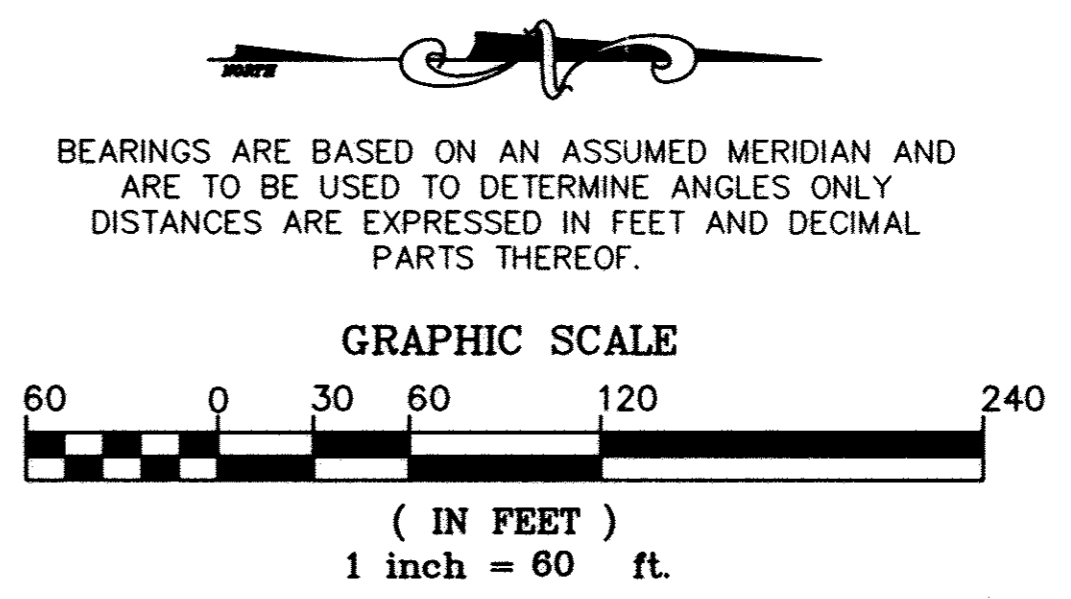 NORTH
BEARINGS ARE BASED ON AN ASSUMED MERIDIAN AND
ARE TO BE USED TO DETERMINE ANGLES ONLY
DISTANCES ARE EXPRESSED IN FEET AND DECIMAL
PARTS THEREOF.
GRAPHIC SCALE
60 0 30 60 120 240
( IN FEET )
1 inch = 60 ft.